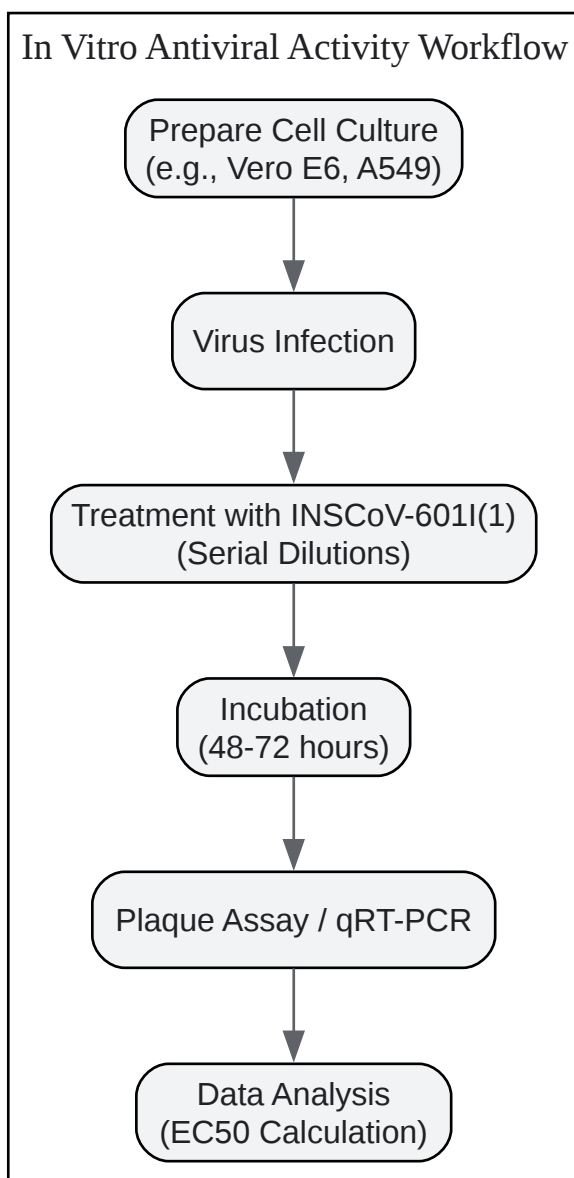 In Vitro Antiviral Activity Workflow
Prepare Cell Culture
(e.g., Vero E6, A549)
Virus Infection
Treatment with INSCoV-601I(1)
(Serial Dilutions)
Incubation
(48-72 hours)
Plaque Assay / qRT-PCR
Data Analysis
(EC50 Calculation)